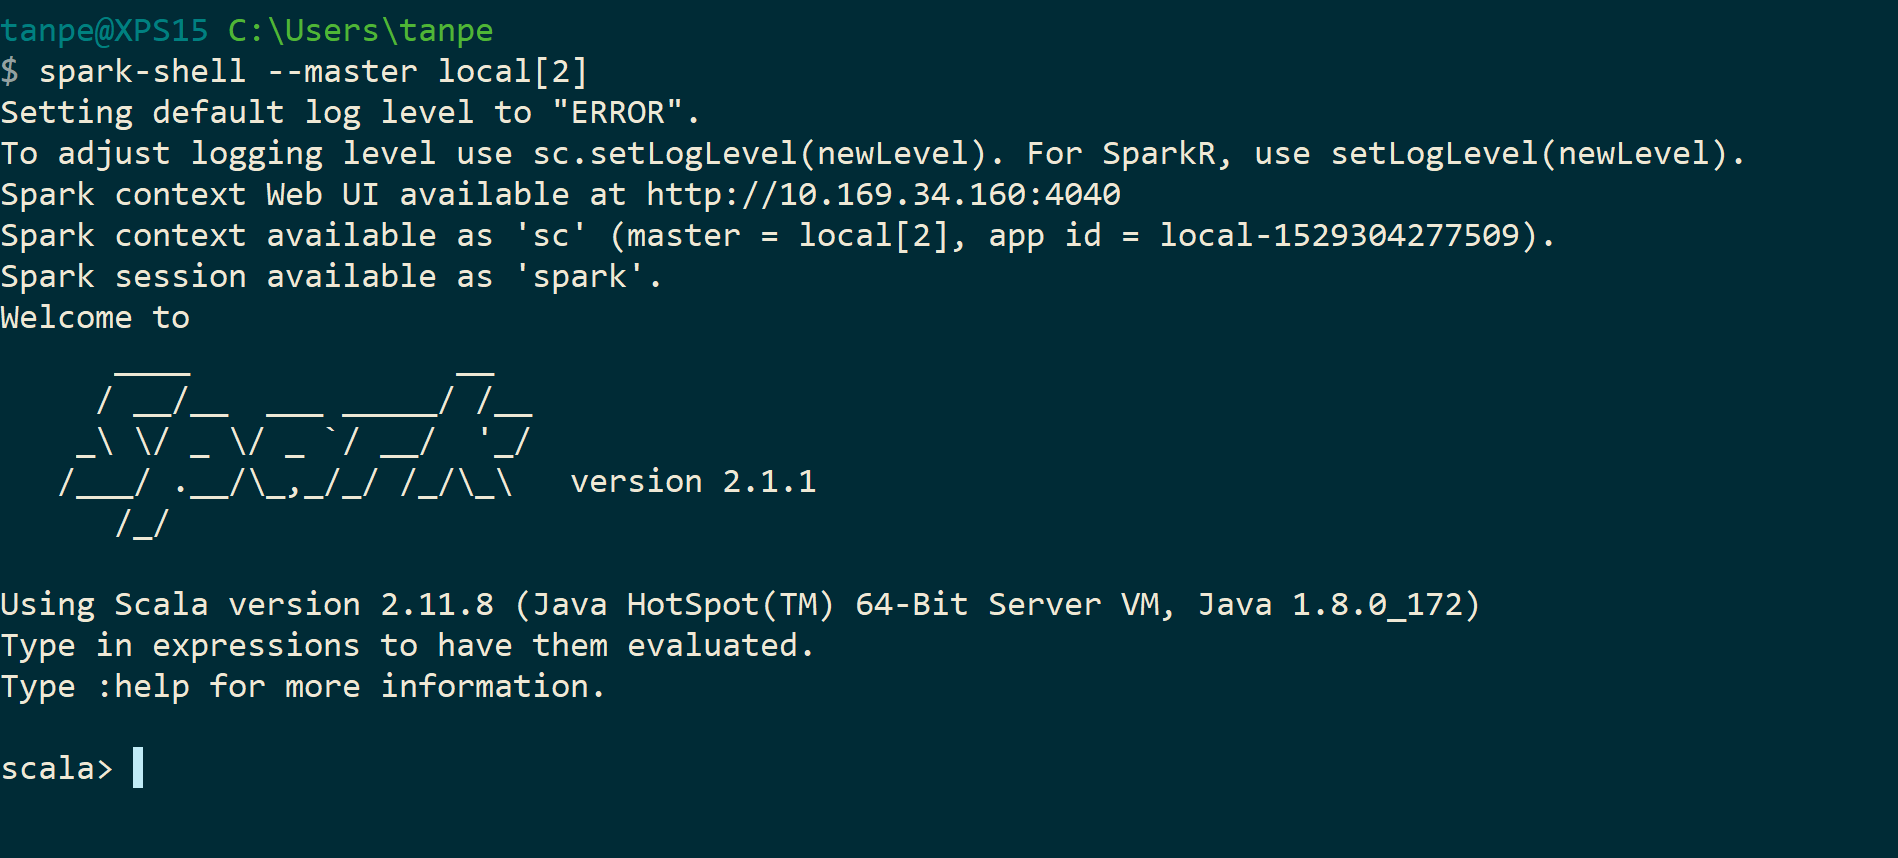 tanpe@XPS15 C:\Users\tanpe
$ spark-shell --master local[2]
Setting default log level to "ERROR".
To adjust logging level use sc.setLogLevel(newLevel). For SparkR, use setLogLevel(newLevel).
Spark context Web UI available at http://10.169.34.160:4040
Spark context available as 'sc' (master = local[2], app id = local-1529304277509).
Spark session available as 'spark'.
Welcome to
      ____              __
     / __/__  ___ _____/ /__
    _\ \/ _ \/ _ `/ __/  '_/
   /___/ .__/\_,_/_/ /_/\_\   version 2.1.1
      /_/
Using Scala version 2.11.8 (Java HotSpot(TM) 64-Bit Server VM, Java 1.8.0_172)
Type in expressions to have them evaluated.
Type :help for more information.
scala>